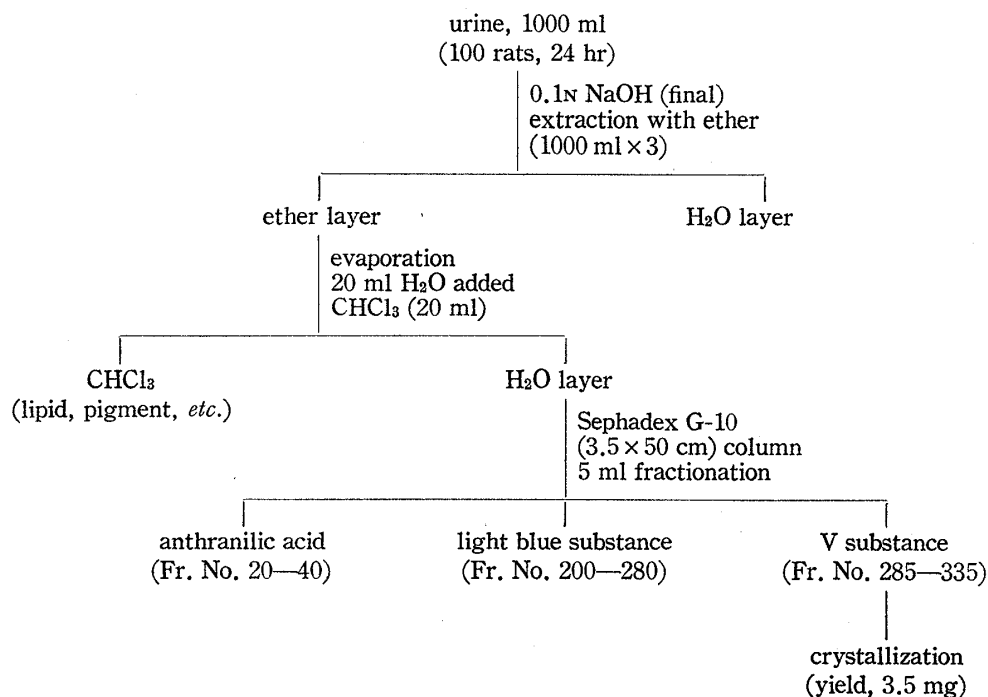 urine, 1000 ml
(100 rats, 24 hr)
0.1N NaOH (final)
extraction with ether
(1000 ml × 3)
ether layer
H₂O layer
evaporation
20 ml H₂O added
CHCl₃ (20 ml)
CHCl₃
(lipid, pigment, etc.)
H₂O layer
Sephadex G-10
(3.5 × 50 cm) column
5 ml fractionation
anthranilic acid
(Fr. No. 20—40)
light blue substance
(Fr. No. 200—280)
V substance
(Fr. No. 285—335)
crystallization
(yield, 3.5 mg)